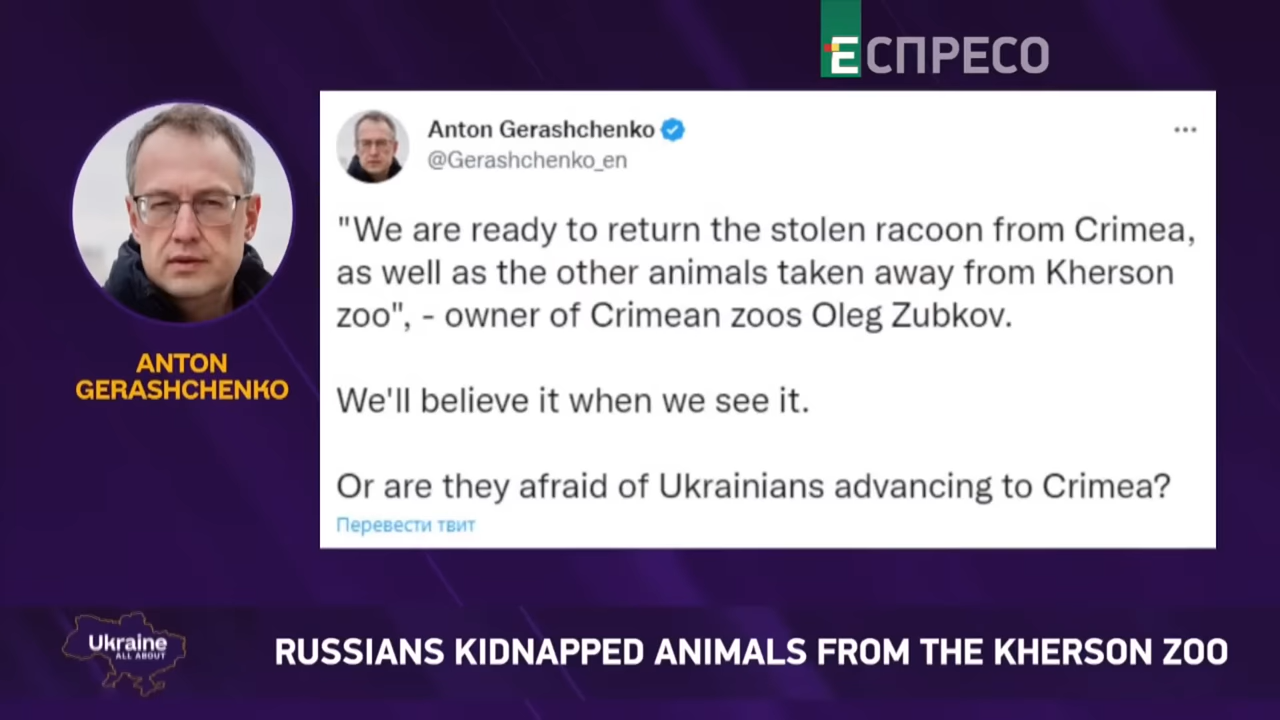 ЕСПРЕСО
Anton Gerashchenko
@Gerashchenko_en
"We are ready to return the stolen racoon from Crimea,
as well as the other animals taken away from Kherson
zoo", - owner of Crimean zoos Oleg Zubkov.
We'll believe it when we see it.
Or are they afraid of Ukrainians advancing to Crimea?
Перевести твит
ANTON
GERASHCHENKO
Ukraine
ALL ABOUT
RUSSIANS KIDNAPPED ANIMALS FROM THE KHERSON ZOO